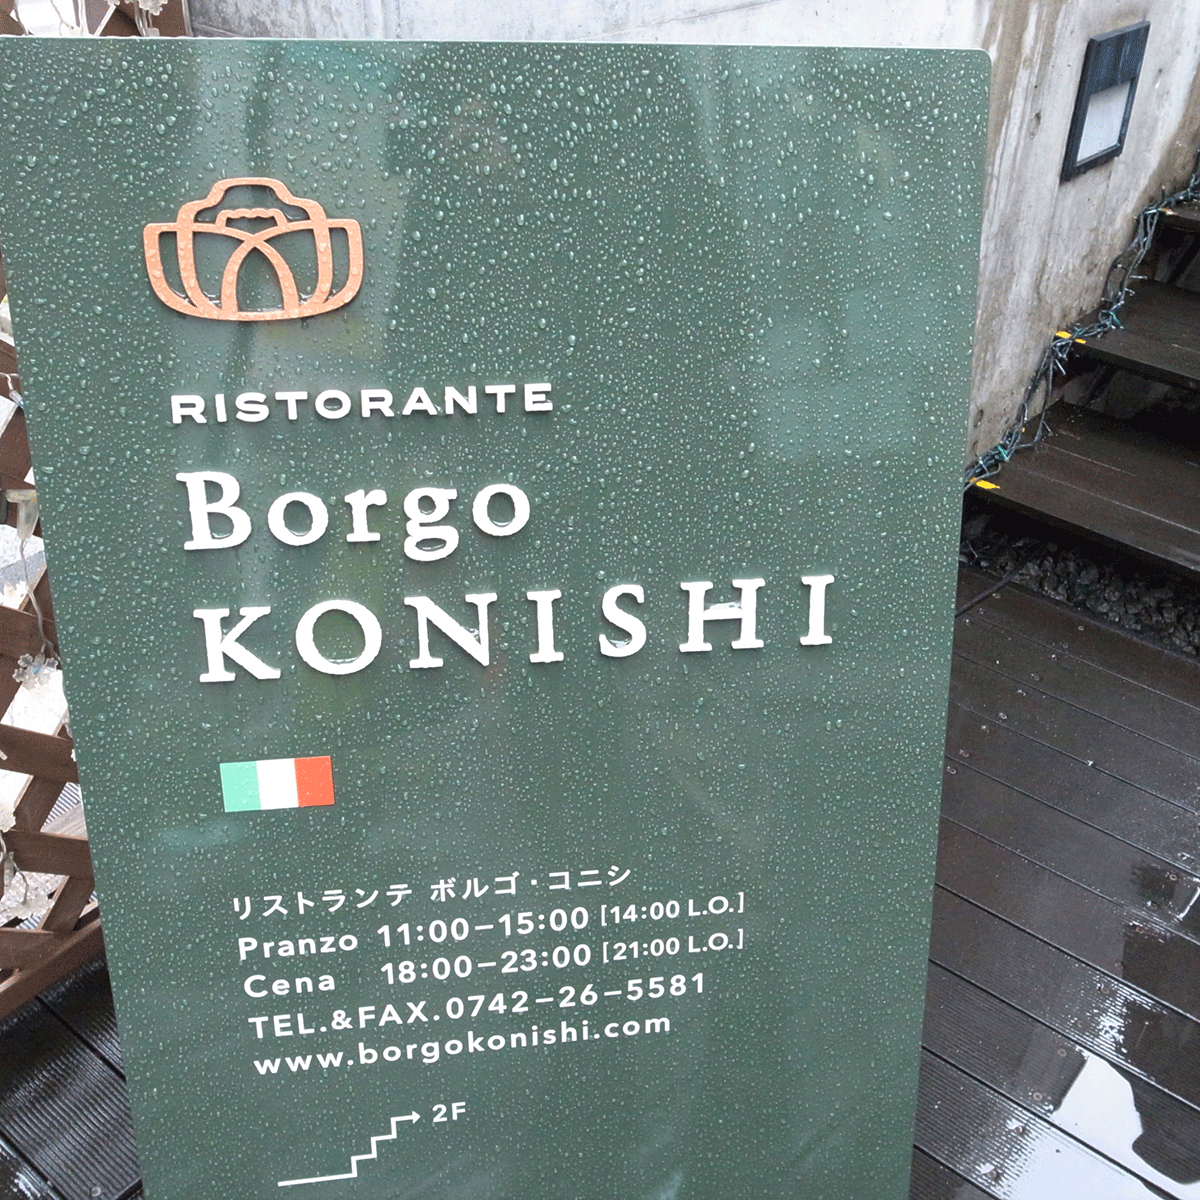 RISTORANTE
Borgo
KONISHI
リストランテ ボルゴ・コニシ
Pranzo 11:00–15:00 [14:00 L.O.]
Cena 18:00–23:00 [21:00 L.O.]
TEL.&FAX.0742–26–5581
www.borgokonishi.com
2F